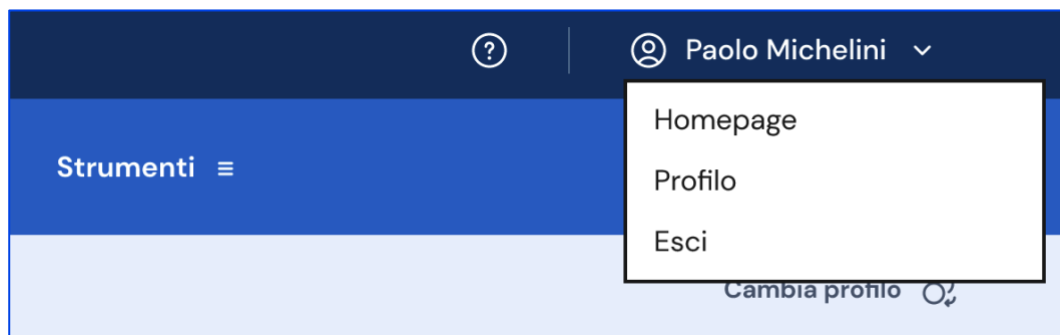 Paolo Michelini
Homepage
Strumenti
Profilo
Esci
Cambia profilo